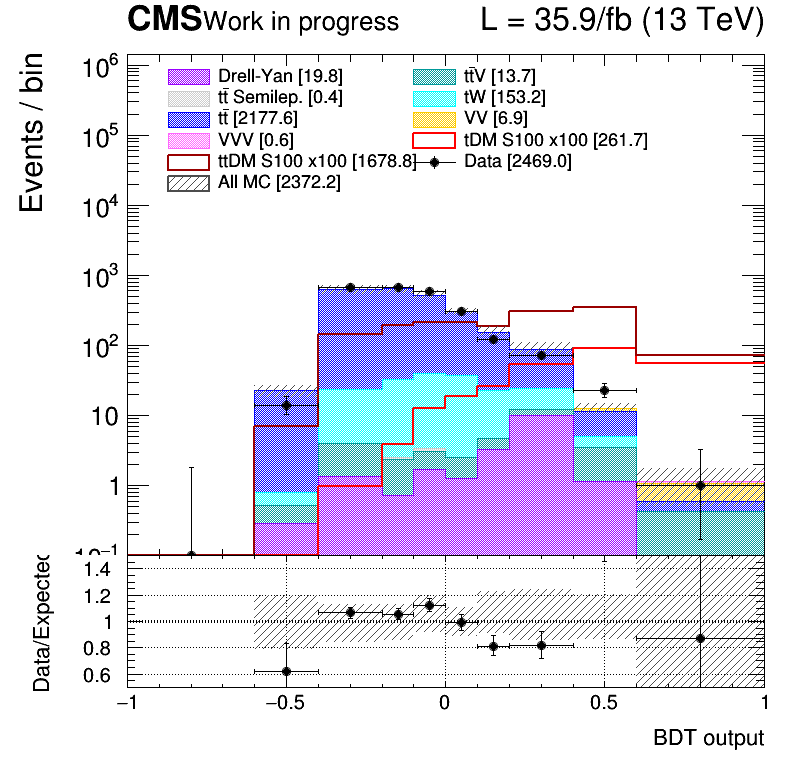 CMS Work in progress L = 35.9/fb (13 TeV)
Events / bin
10⁶
10⁵
10⁴
10³
10²
10
1
10⁻¹
Drell-Yan [19.8] tt̄V [13.7]
tt̄ Semilep. [0.4] tW [153.2]
tt̄ [2177.6] VV [6.9]
VVV [0.6] tDM S100 x100 [261.7]
ttDM S100 x100 [1678.8] Data [2469.0]
All MC [2372.2]
Data/Expected
1.4
1.2
1
0.8
0.6
−1 −0.5 0 0.5 1
BDT output